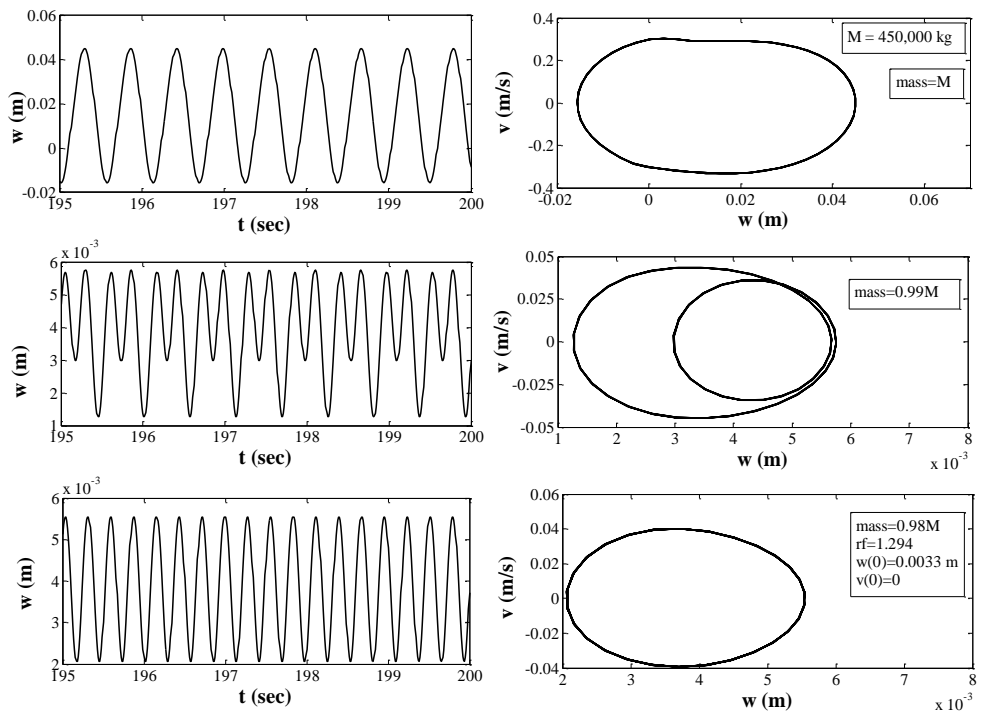 0.06
0.04
0.02
0
-0.02
w (m)
195 196 197 198 199 200
t (sec)
0.4
0.2
0
-0.2
-0.4
v (m/s)
-0.02 0 0.02 0.04 0.06
w (m)
M = 450,000 kg
mass=M
x 10⁻³
6
5
4
3
2
1
w (m)
195 196 197 198 199 200
t (sec)
0.05
0.025
0
-0.025
-0.05
v (m/s)
1 2 3 4 5 6 7 8
x 10⁻³
w (m)
mass=0.99M
x 10⁻³
6
5
4
3
2
w (m)
195 196 197 198 199 200
t (sec)
0.06
0.04
0.02
0
-0.02
-0.04
v (m/s)
2 3 4 5 6 7 8
x 10⁻³
w (m)
mass=0.98M
rf=1.294
w(0)=0.0033 m
v(0)=0